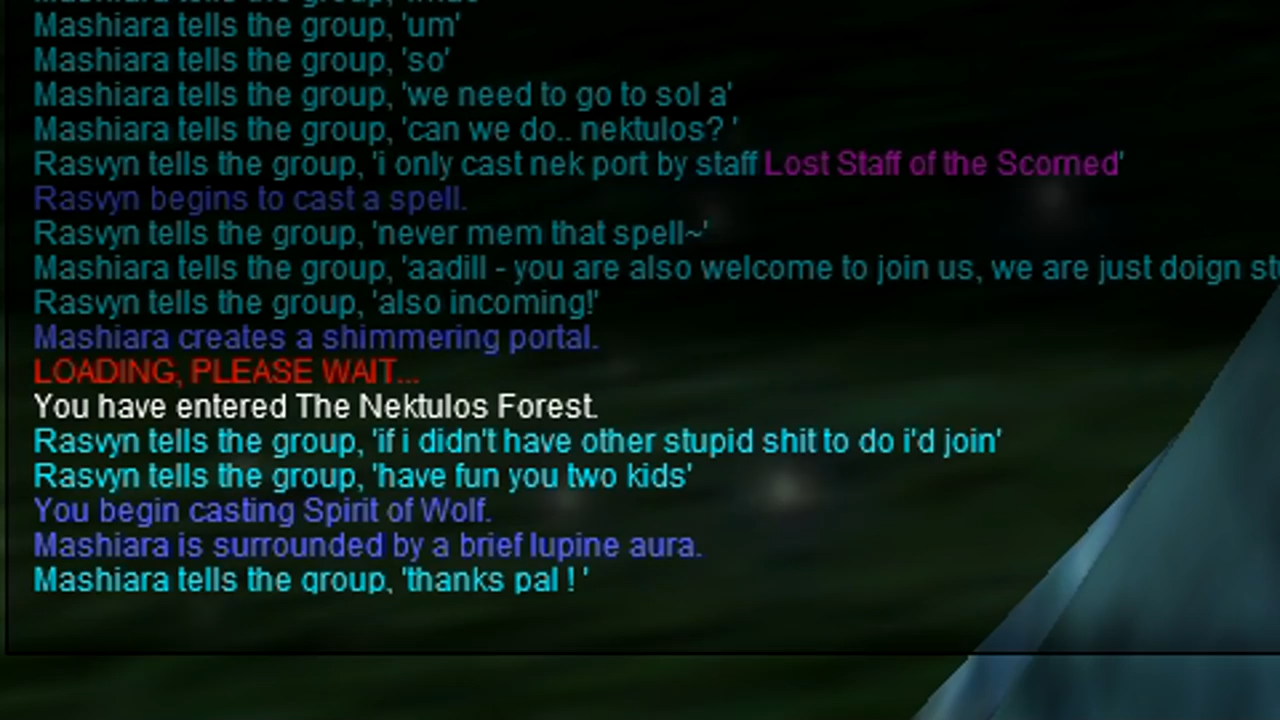 Mashiara tells the group, 'um'
Mashiara tells the group, 'so'
Mashiara tells the group, 'we need to go to sol a'
Mashiara tells the group, 'can we do.. nektulos? '
Rasvyn tells the group, 'i only cast nek port by staff Lost Staff of the Scorned'
Rasvyn begins to cast a spell.
Rasvyn tells the group, 'never mem that spell~'
Mashiara tells the group, 'aadill - you are also welcome to join us, we are just doign st
Rasvyn tells the group, 'also incoming!'
Mashiara creates a shimmering portal.
LOADING, PLEASE WAIT...
You have entered The Nektulos Forest.
Rasvyn tells the group, 'if i didn't have other stupid shit to do i'd join'
Rasvyn tells the group, 'have fun you two kids'
You begin casting Spirit of Wolf.
Mashiara is surrounded by a brief lupine aura.
Mashiara tells the group, 'thanks pal ! '